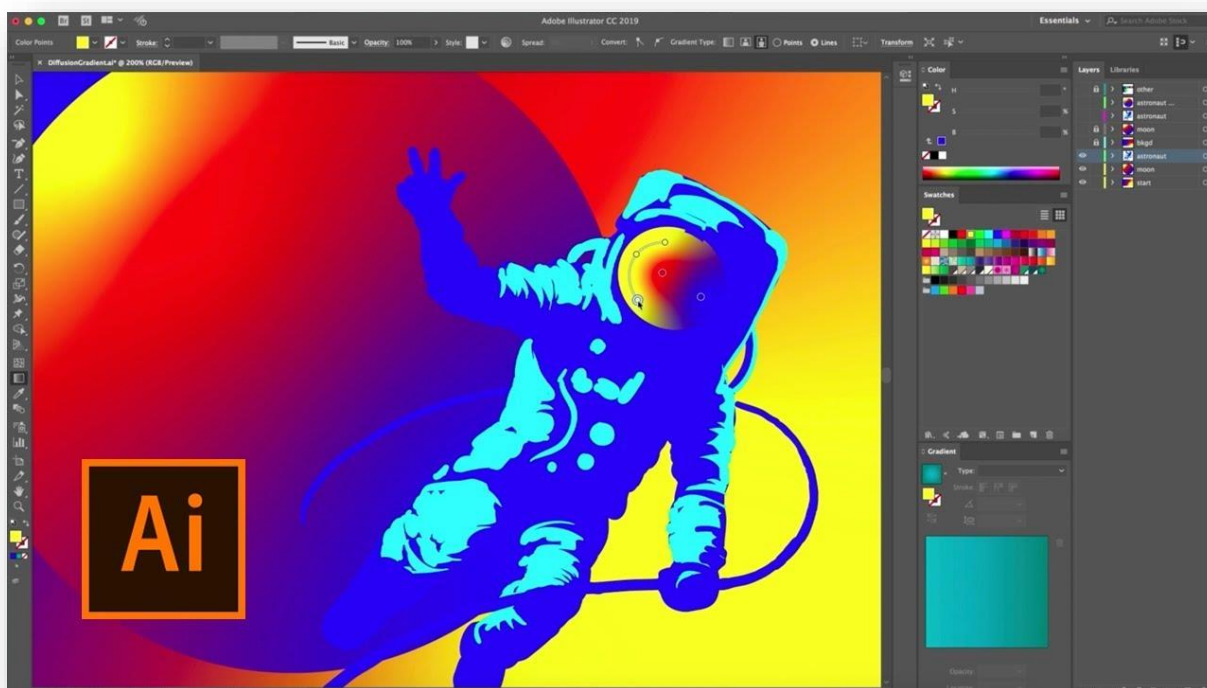 Br St Adobe Illustrator CC 2019 Essentials Search Adobe Stock
Color Points Stroke: Basic Opacity: 100% Style: Spread: Convert: Gradient Type: Points Lines Transform
× DiffusionGradient.ai* @ 200% (RGB/Preview)
Color
H °
S %
B %
Swatches
Gradient
Type:
Stroke:
Opacity:
Layers Libraries
other
astronaut ...
astronaut
moon
bkgd
astronaut
moon
start
Ai